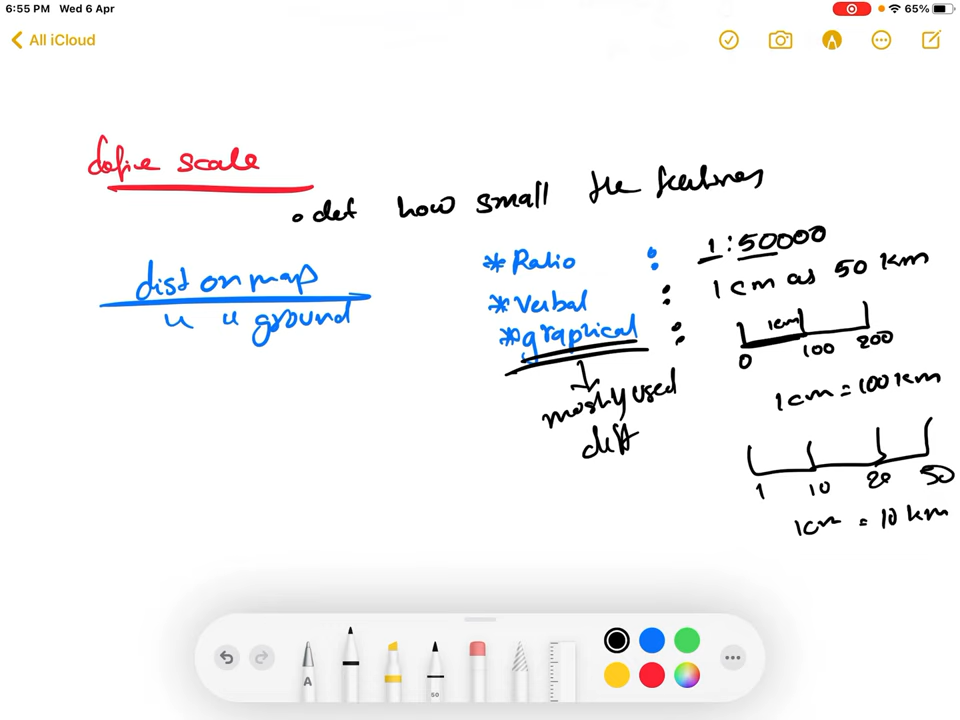 6:55 PM Wed 6 Apr
65%
All iCloud
define scale
• def how small the features
dist on map
" " ground
* Ratio : 1:50000
* Verbal : 1 cm as 50 km
* graphical :
1cm
0 100 200
mostly used
diff
1cm = 100 km
1 10 20 50
1cm = 10 km
A
50